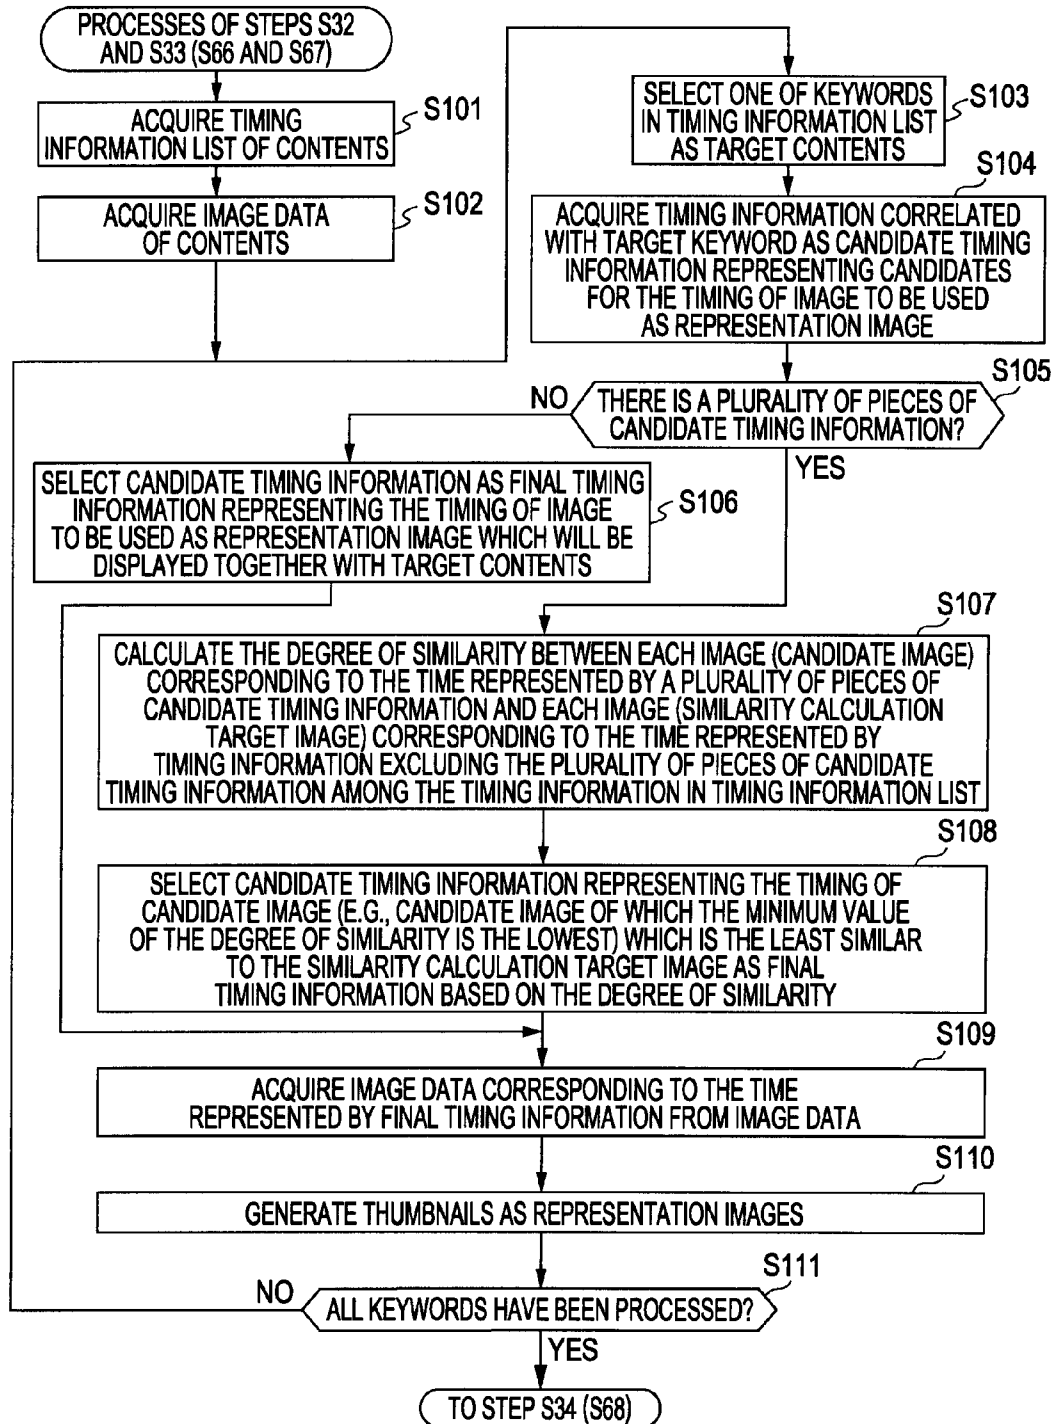 PROCESSES OF STEPS S32
AND S33 (S66 AND S67)
ACQUIRE TIMING
INFORMATION LIST OF CONTENTS
S101
ACQUIRE IMAGE DATA
OF CONTENTS
S102
SELECT ONE OF KEYWORDS
IN TIMING INFORMATION LIST
AS TARGET CONTENTS
S103
S104
ACQUIRE TIMING INFORMATION CORRELATED
WITH TARGET KEYWORD AS CANDIDATE TIMING
INFORMATION REPRESENTING CANDIDATES
FOR THE TIMING OF IMAGE TO BE USED
AS REPRESENTATION IMAGE
S105
THERE IS A PLURALITY OF PIECES OF
CANDIDATE TIMING INFORMATION?
NO
YES
SELECT CANDIDATE TIMING INFORMATION AS FINAL TIMING
INFORMATION REPRESENTING THE TIMING OF IMAGE
TO BE USED AS REPRESENTATION IMAGE WHICH WILL BE
DISPLAYED TOGETHER WITH TARGET CONTENTS
S106
S107
CALCULATE THE DEGREE OF SIMILARITY BETWEEN EACH IMAGE (CANDIDATE IMAGE)
CORRESPONDING TO THE TIME REPRESENTED BY A PLURALITY OF PIECES OF
CANDIDATE TIMING INFORMATION AND EACH IMAGE (SIMILARITY CALCULATION
TARGET IMAGE) CORRESPONDING TO THE TIME REPRESENTED BY
TIMING INFORMATION EXCLUDING THE PLURALITY OF PIECES OF CANDIDATE
TIMING INFORMATION AMONG THE TIMING INFORMATION IN TIMING INFORMATION LIST
S108
SELECT CANDIDATE TIMING INFORMATION REPRESENTING THE TIMING OF
CANDIDATE IMAGE (E.G., CANDIDATE IMAGE OF WHICH THE MINIMUM VALUE
OF THE DEGREE OF SIMILARITY IS THE LOWEST) WHICH IS THE LEAST SIMILAR
TO THE SIMILARITY CALCULATION TARGET IMAGE AS FINAL
TIMING INFORMATION BASED ON THE DEGREE OF SIMILARITY
S109
ACQUIRE IMAGE DATA CORRESPONDING TO THE TIME
REPRESENTED BY FINAL TIMING INFORMATION FROM IMAGE DATA
S110
GENERATE THUMBNAILS AS REPRESENTATION IMAGES
S111
NO
ALL KEYWORDS HAVE BEEN PROCESSED?
YES
TO STEP S34 (S68)